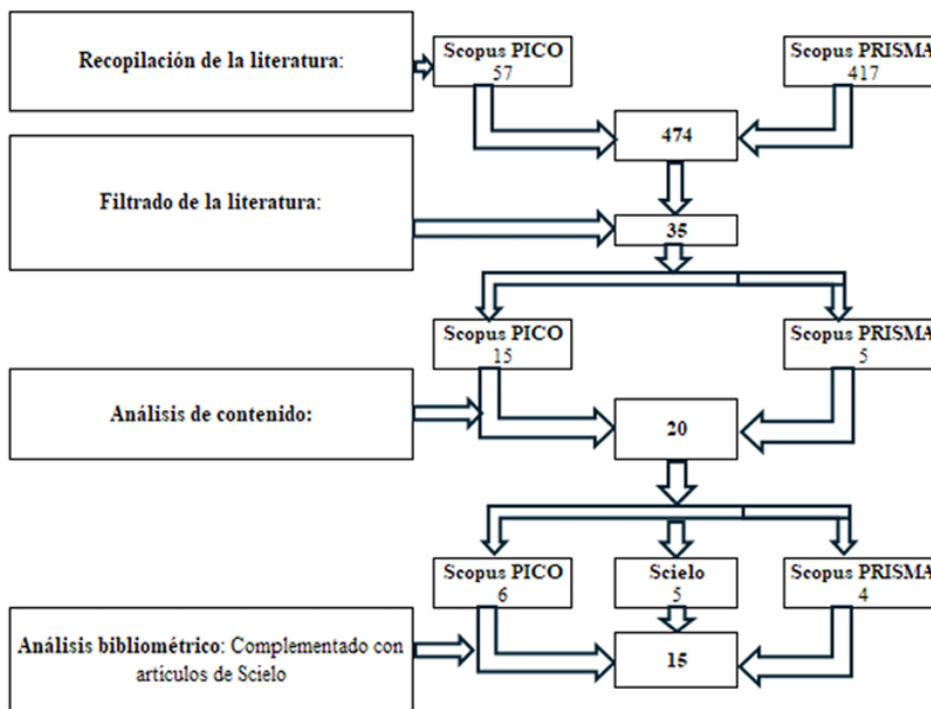 Recopilación de la literatura:
Scopus PICO
57
Scopus PRISMA
417
474
Filtrado de la literatura:
35
Scopus PICO
15
Scopus PRISMA
5
Análisis de contenido:
20
Scopus PICO
6
Scielo
5
Scopus PRISMA
4
Análisis bibliométrico: Complementado con
artículos de Scielo
15